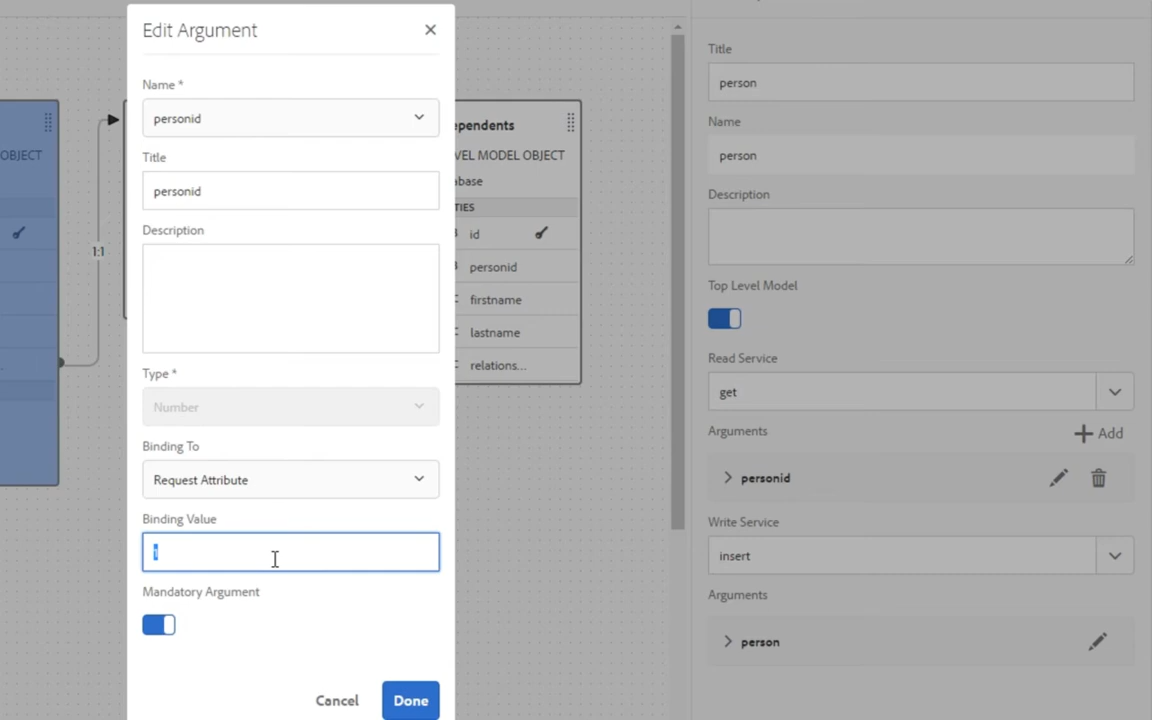 Edit Argument
Name *
personid
Title
personid
Description
Type *
Number
Binding To
Request Attribute
Binding Value
Mandatory Argument
Cancel
Done
OBJECT
1:1
ependents
VEL MODEL OBJECT
abase
TIES
id
personid
firstname
lastname
relations...
Title
person
Name
person
Description
Top Level Model
Read Service
get
Arguments
Add
personid
Write Service
insert
Arguments
person